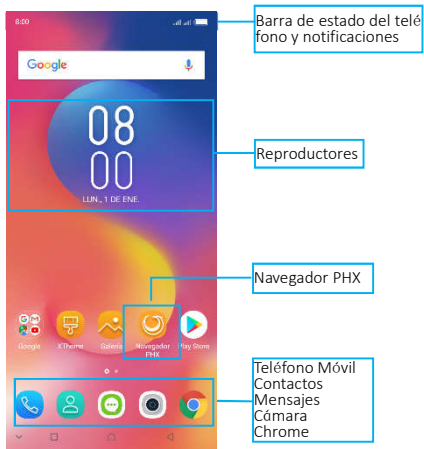 8:00
Barra de estado del telé
fono y notificaciones
Google
08
00
LUN., 1 DE ENE.
Reproductores
Navegador PHX
Google
XTheme
Galería
Navegador
PHX
Play Store
Teléfono Móvil
Contactos
Mensajes
Cúmara
Chrome